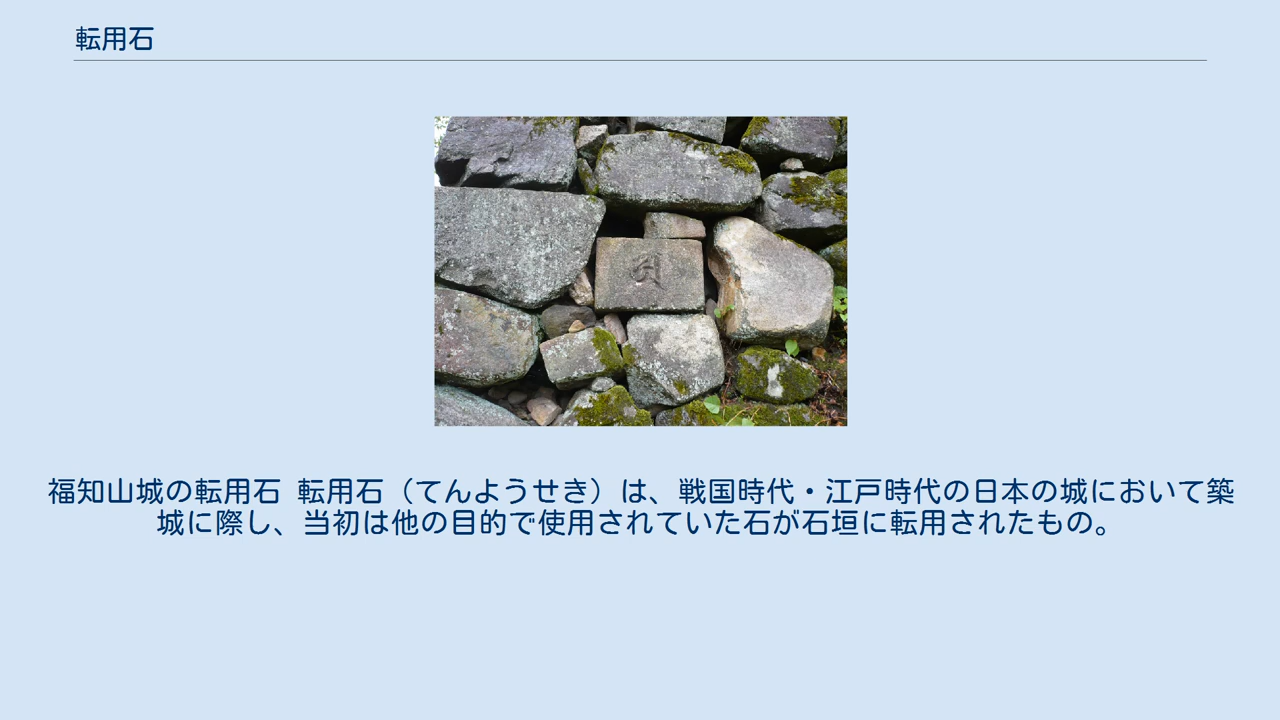 転用石
福知山城の転用石 転用石（てんようせき）は、戦国時代・江戸時代の日本の城において築
城に際し、当初は他の目的で使用されていた石が石垣に転用されたもの。